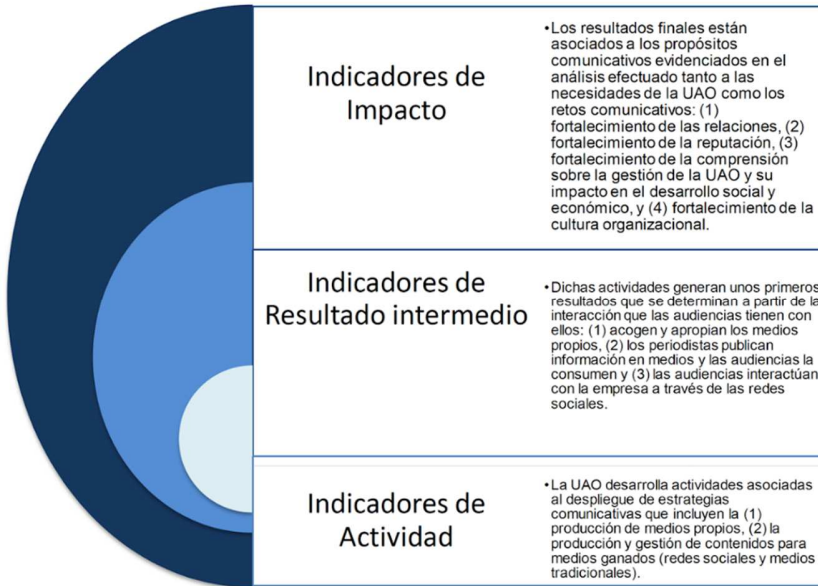 Indicadores de
Impacto
•Los resultados finales están
asociados a los propósitos
comunicativos evidenciados en el
análisis efectuado tanto a las
necesidades de la UAO como los
retos comunicativos: (1)
fortalecimiento de las relaciones, (2)
fortalecimiento de la reputación, (3)
fortalecimiento de la comprensión
sobre la gestión de la UAO y su
impacto en el desarrollo social y
económico, y (4) fortalecimiento de la
cultura organizacional.
Indicadores de
Resultado intermedio
•Dichas actividades generan unos primeros
resultados que se determinan a partir de la
interacción que las audiencias tienen con
ellos: (1) acogen y apropian los medios
propios, (2) los periodistas publican
información en medios y las audiencias la
consumen y (3) las audiencias interactúan
con la empresa a través de las redes
sociales.
Indicadores de
Actividad
•La UAO desarrolla actividades asociadas
al despliegue de estrategias
comunicativas que incluyen la (1)
producción de medios propios, (2) la
producción y gestión de contenidos para
medios ganados (redes sociales y medios
tradicionales).